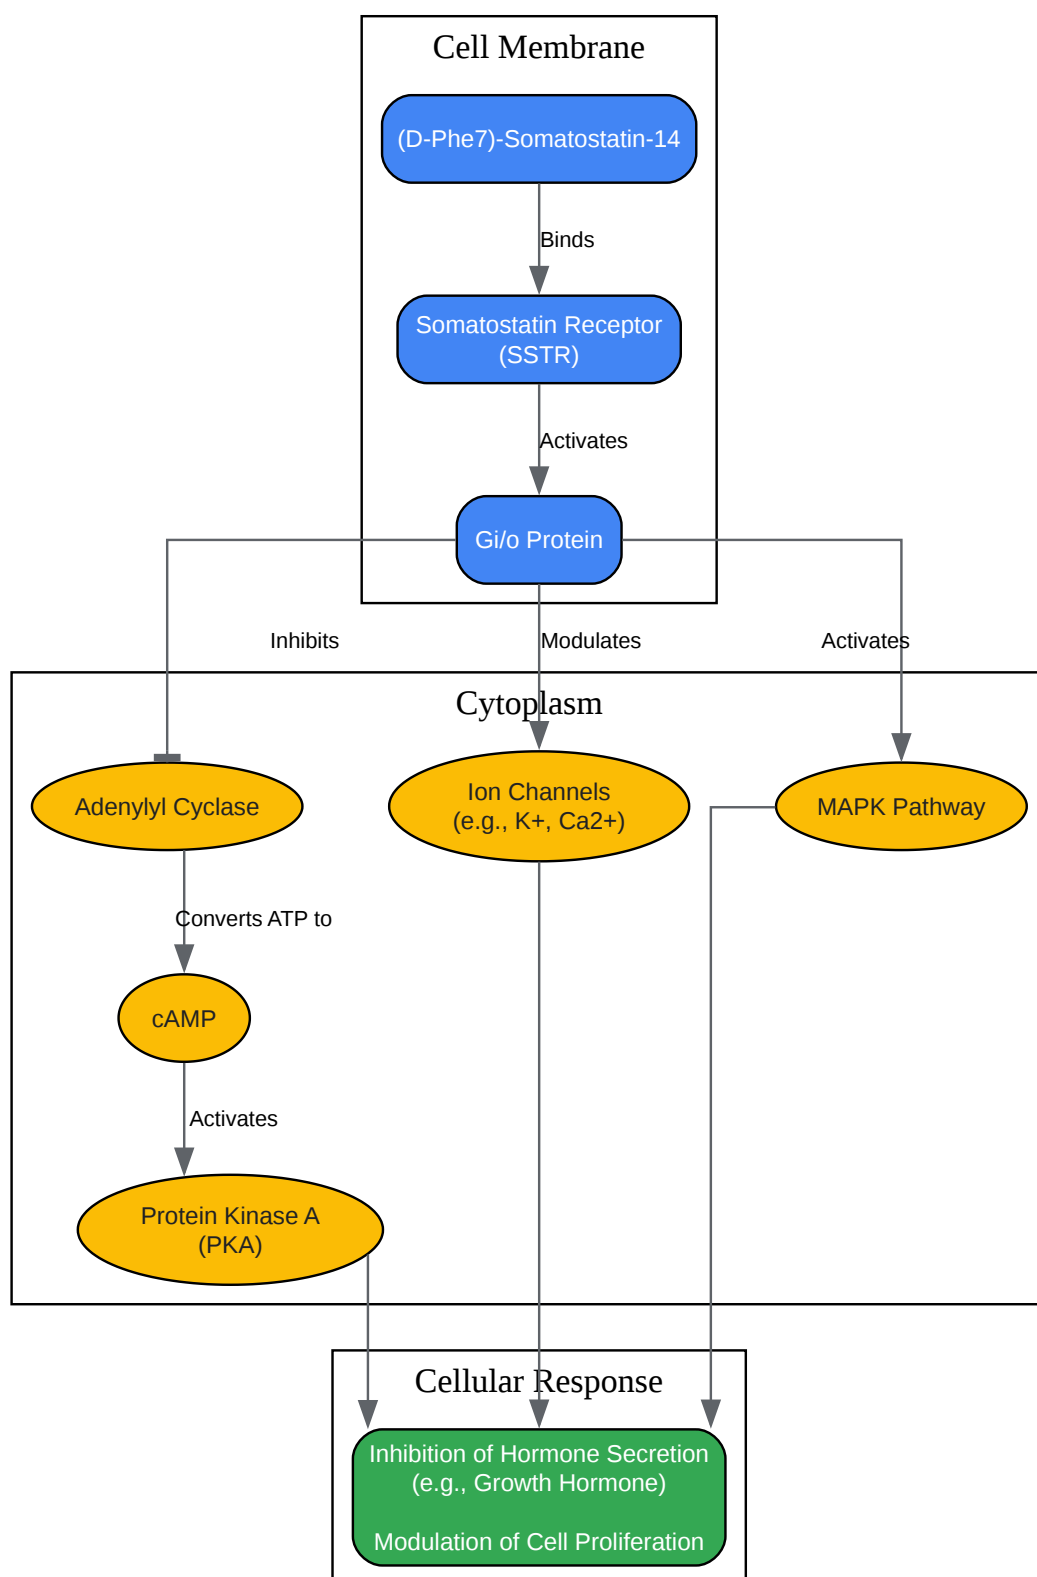 Cell Membrane
(D-Phe7)-Somatostatin-14
Binds
Somatostatin Receptor
(SSTR)
Activates
Gi/o Protein
Inhibits
Modulates
Activates
Cytoplasm
Adenylyl Cyclase
Ion Channels
(e.g., K+, Ca2+)
MAPK Pathway
Converts ATP to
cAMP
Activates
Protein Kinase A
(PKA)
Cellular Response
Inhibition of Hormone Secretion
(e.g., Growth Hormone)
Modulation of Cell Proliferation